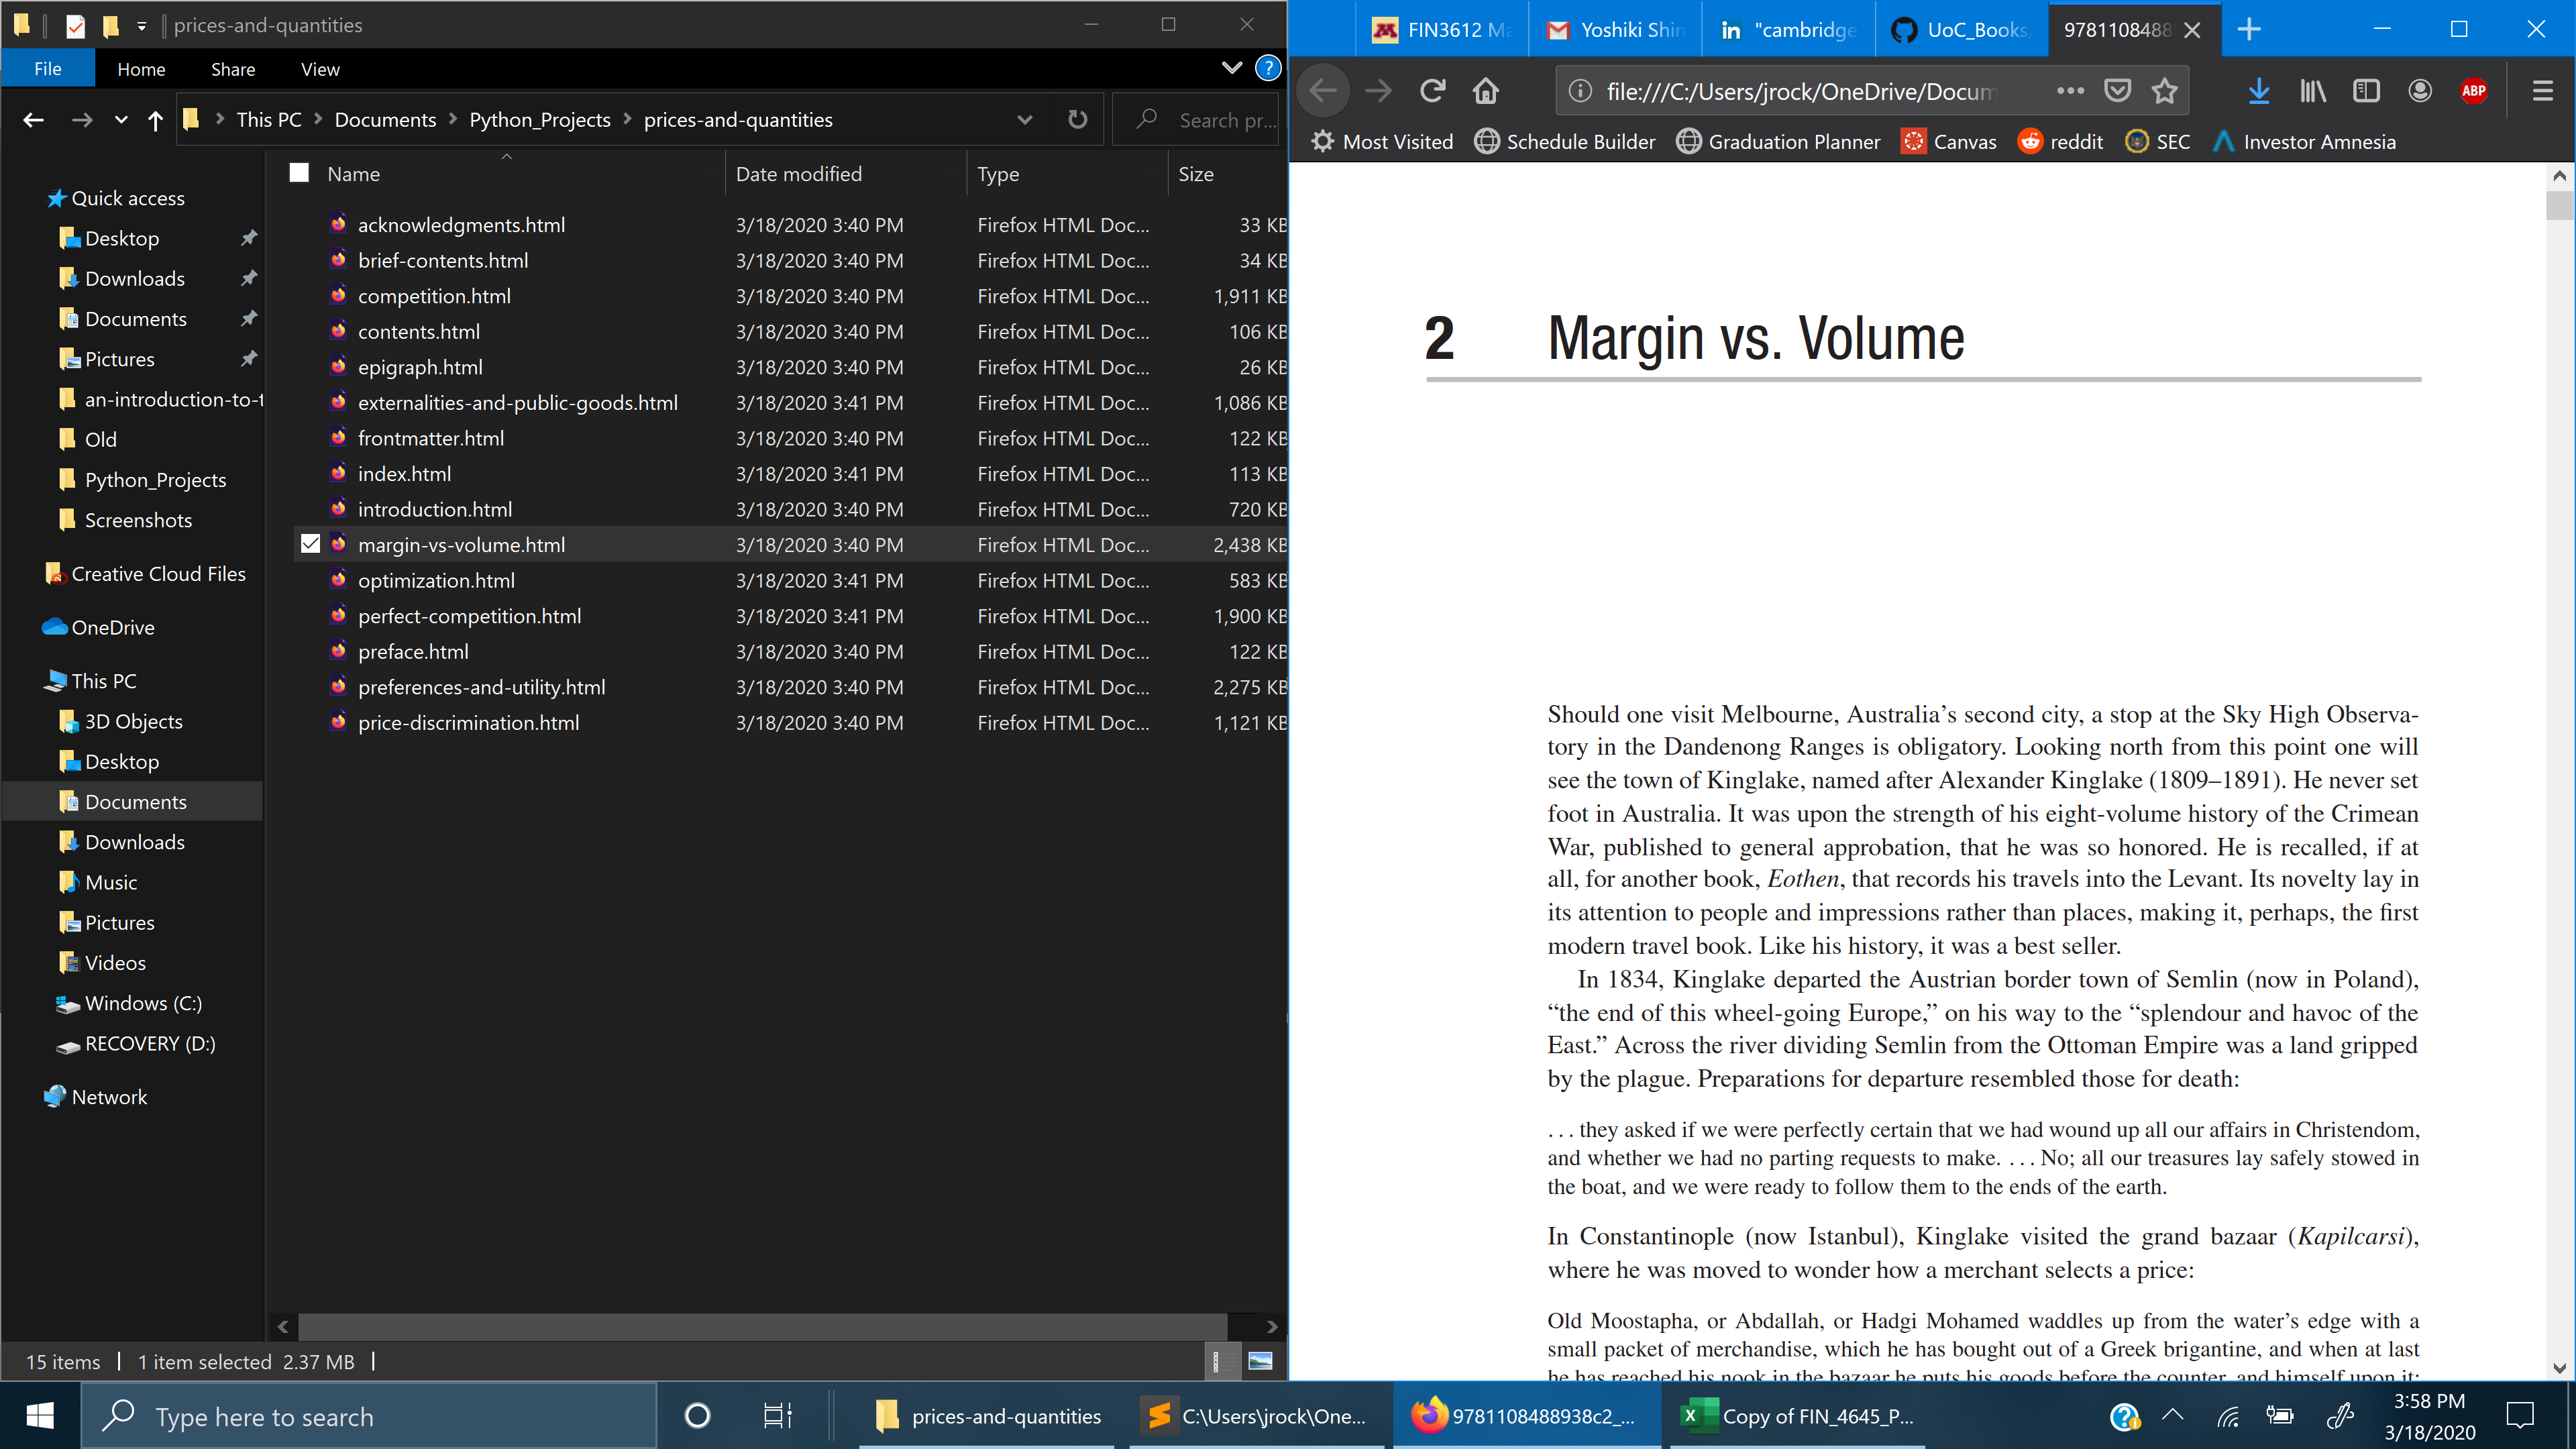 prices-and-quantities
File Home Share View
This PC Documents Python_Projects prices-and-quantities Search pr...
Name Date modified Type Size
Quick access
Desktop
Downloads
Documents
Pictures
an-introduction-to-t
Old
Python_Projects
Screenshots
Creative Cloud Files
OneDrive
This PC
3D Objects
Desktop
Documents
Downloads
Music
Pictures
Videos
Windows (C:)
RECOVERY (D:)
Network
acknowledgments.html 3/18/2020 3:40 PM Firefox HTML Doc... 33 KB
brief-contents.html 3/18/2020 3:40 PM Firefox HTML Doc... 34 KB
competition.html 3/18/2020 3:40 PM Firefox HTML Doc... 1,911 KB
contents.html 3/18/2020 3:40 PM Firefox HTML Doc... 106 KB
epigraph.html 3/18/2020 3:40 PM Firefox HTML Doc... 26 KB
externalities-and-public-goods.html 3/18/2020 3:41 PM Firefox HTML Doc... 1,086 KB
frontmatter.html 3/18/2020 3:40 PM Firefox HTML Doc... 122 KB
index.html 3/18/2020 3:41 PM Firefox HTML Doc... 113 KB
introduction.html 3/18/2020 3:40 PM Firefox HTML Doc... 720 KB
margin-vs-volume.html 3/18/2020 3:40 PM Firefox HTML Doc... 2,438 KB
optimization.html 3/18/2020 3:41 PM Firefox HTML Doc... 583 KB
perfect-competition.html 3/18/2020 3:41 PM Firefox HTML Doc... 1,900 KB
preface.html 3/18/2020 3:40 PM Firefox HTML Doc... 122 KB
preferences-and-utility.html 3/18/2020 3:40 PM Firefox HTML Doc... 2,275 KB
price-discrimination.html 3/18/2020 3:40 PM Firefox HTML Doc... 1,121 KB
15 items 1 item selected 2.37 MB
FIN3612 Ma Yoshiki Shin "cambridge UoC_Books 9781108488
file:///C:/Users/jrock/OneDrive/Docum ABP
Most Visited Schedule Builder Graduation Planner Canvas reddit SEC Investor Amnesia
2 Margin vs. Volume
Should one visit Melbourne, Australia’s second city, a stop at the Sky High Observa-
tory in the Dandenong Ranges is obligatory. Looking north from this point one will
see the town of Kinglake, named after Alexander Kinglake (1809–1891). He never set
foot in Australia. It was upon the strength of his eight-volume history of the Crimean
War, published to general approbation, that he was so honored. He is recalled, if at
all, for another book, Eothen, that records his travels into the Levant. Its novelty lay in
its attention to people and impressions rather than places, making it, perhaps, the first
modern travel book. Like his history, it was a best seller.
In 1834, Kinglake departed the Austrian border town of Semlin (now in Poland),
“the end of this wheel-going Europe,” on his way to the “splendour and havoc of the
East.” Across the river dividing Semlin from the Ottoman Empire was a land gripped
by the plague. Preparations for departure resembled those for death:
. . . they asked if we were perfectly certain that we had wound up all our affairs in Christendom,
and whether we had no parting requests to make. . . . No; all our treasures lay safely stowed in
the boat, and we were ready to follow them to the ends of the earth.
In Constantinople (now Istanbul), Kinglake visited the grand bazaar (Kapilcarsi),
where he was moved to wonder how a merchant selects a price:
Old Moostapha, or Abdallah, or Hadgi Mohamed waddles up from the water’s edge with a
small packet of merchandise, which he has bought out of a Greek brigantine, and when at last
he has reached his nook in the bazaar he puts his goods before the counter, and himself upon it;
Type here to search prices-and-quantities C:\Users\jrock\One... 9781108488938c2_... Copy of FIN_4645_P... 3:58 PM
3/18/2020